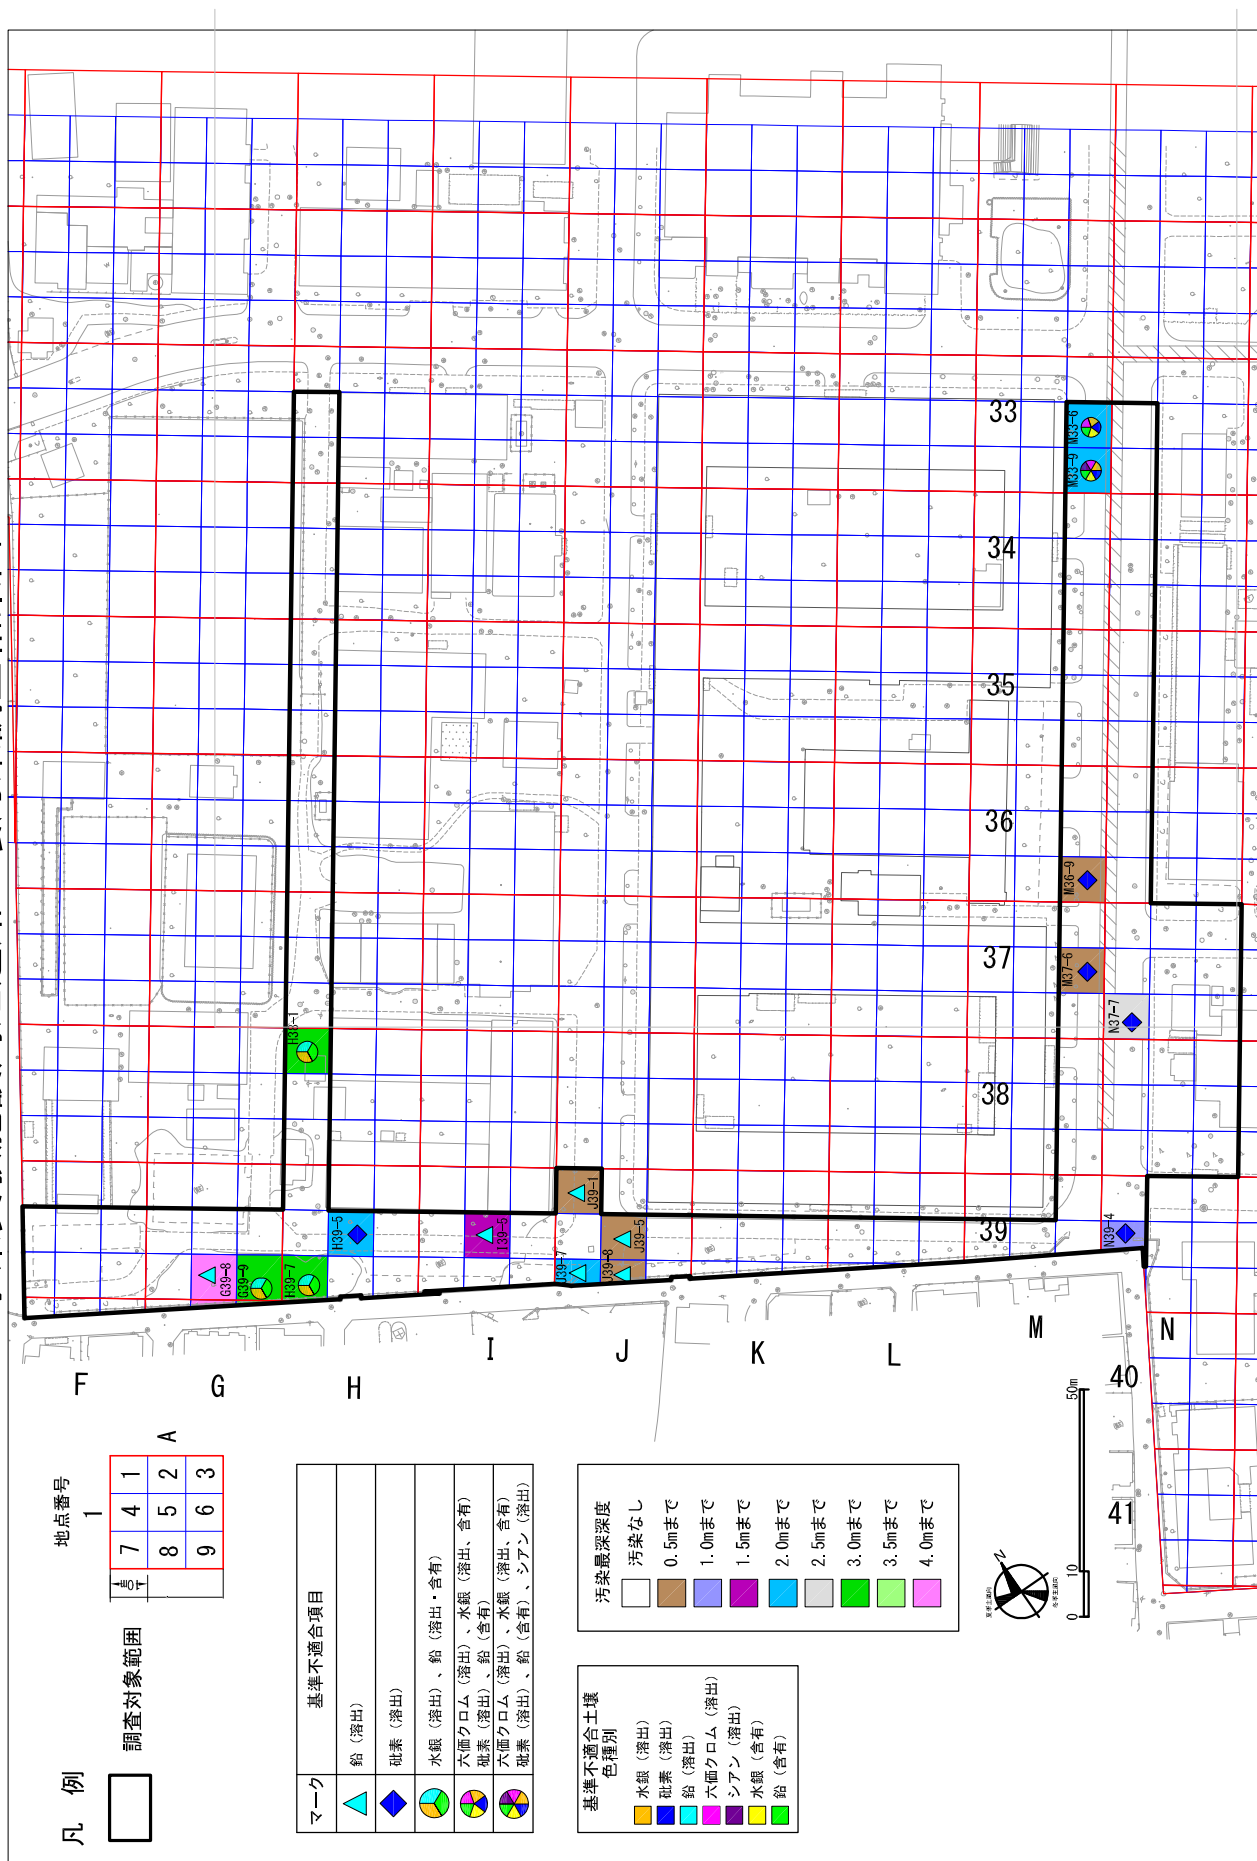 33
34
35
36
37
38
39
40
41
F
G
H
I
J
K
L
M
N
M33-6
M33-9
M36-9
M37-6
N37-7
N39-4
H38-1
H39-5
I39-5
J39-1
J39-5
J39-7
J39-8
G39-8
G39-9
H39-7
凡 例
調査対象範囲
地点番号
1
A
7 4 1
8 5 2
9 6 3
マーク 基準不適合項目
鉛（溶出）
砒素（溶出）
水銀（溶出）、鉛（溶出・含有）
六価クロム（溶出）、水銀（溶出、含有）
砒素（溶出）、鉛（含有）
六価クロム（溶出）、水銀（溶出、含有）
砒素（溶出）、鉛（含有）、シアン（溶出）
基準不適合土壌
色種別
水銀（溶出）
砒素（溶出）
鉛（溶出）
六価クロム（溶出）
シアン（溶出）
水銀（含有）
鉛（含有）
汚染最深深度
汚染なし
0.5mまで
1.0mまで
1.5mまで
2.0mまで
2.5mまで
3.0mまで
3.5mまで
4.0mまで
N
0 10 50m